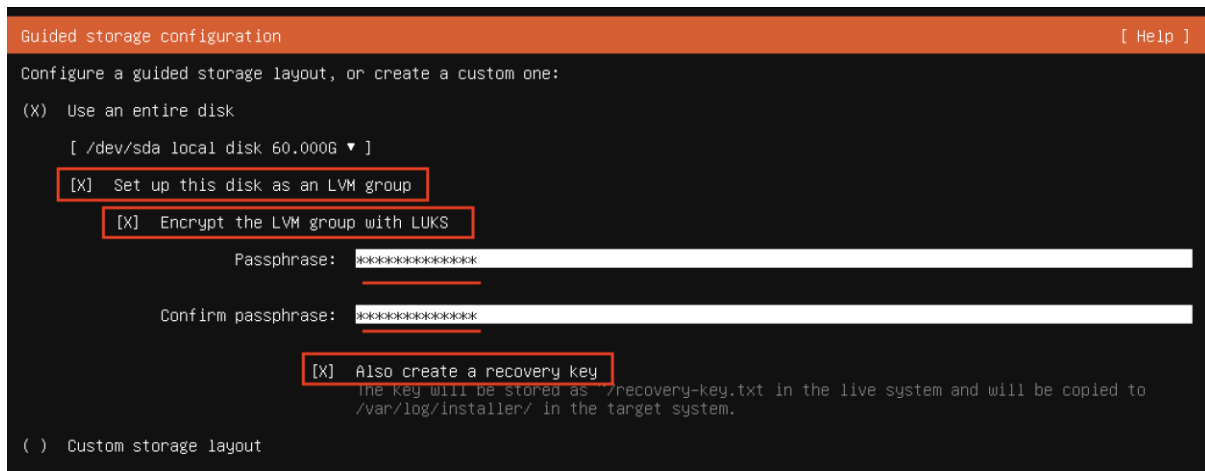 Guided storage configuration [ Help ]
Configure a guided storage layout, or create a custom one:
(X) Use an entire disk
[ /dev/sda local disk 60.000G ▾ ]
[X] Set up this disk as an LVM group
[X] Encrypt the LVM group with LUKS
Passphrase: *************
Confirm passphrase: *************
[X] Also create a recovery key
The key will be stored as ~/recovery-key.txt in the live system and will be copied to
/var/log/installer/ in the target system.
( ) Custom storage layout